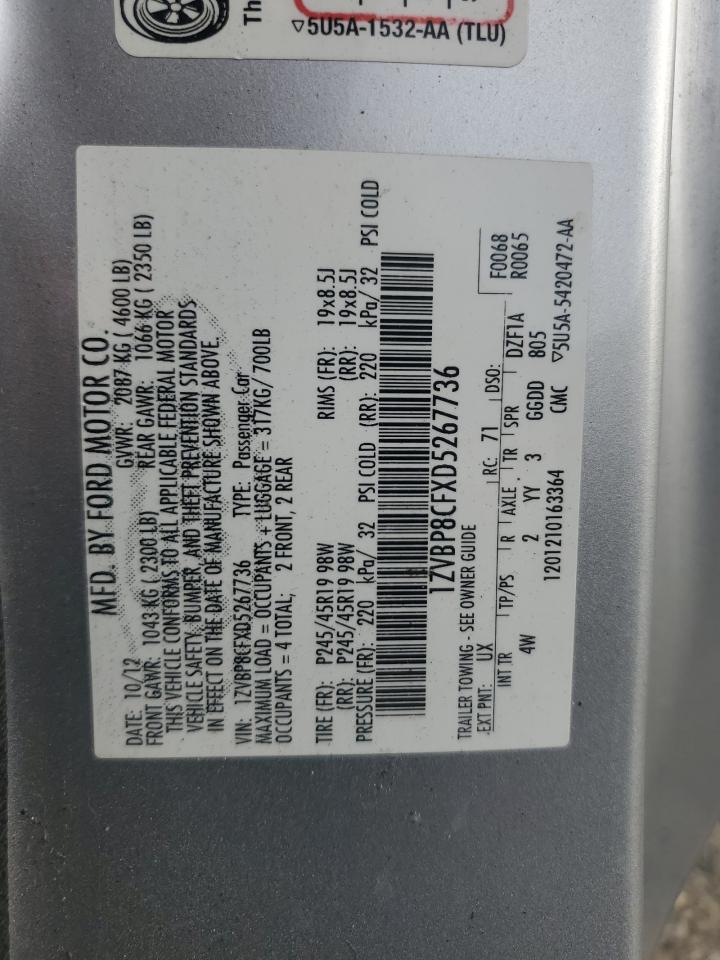 Th
▽5U5A-1532-AA (TLU)
MFD. BY FORD MOTOR CO.
DATE: 10/12 GVWR: 2087 KG ( 4600 LB)
FRONT GAWR: 1043 KG ( 2300 LB) REAR GAWR: 1066 KG ( 2350 LB)
THIS VEHICLE CONFORMS TO ALL APPLICABLE FEDERAL MOTOR
VEHICLE SAFETY, BUMPER, AND THEFT PREVENTION STANDARDS
IN EFFECT ON THE DATE OF MANUFACTURE SHOWN ABOVE.
VIN: 1ZVBP8CFXD5267736 TYPE: Passenger Car
MAXIMUM LOAD = OCCUPANTS + LUGGAGE = 317KG/ 700LB
OCCUPANTS = 4 TOTAL; 2 FRONT, 2 REAR
TIRE (FR): P245/45R19 98W RIMS (FR): 19x8.5J
(RR): P245/45R19 98W (RR): 19x8.5J
PRESSURE (FR): 220 kPa/ 32 PSI COLD (RR): 220 kPa/ 32 PSI COLD
1ZVBP8CFXD5267736
TRAILER TOWING - SEE OWNER GUIDE
EXT PNT: UX RC: 71 DSO: F0068
INT TR TP/PS R AXLE TR SPR DZF1A R0065
4W 2 YY 3 GGDD 805
1201210163364 CMC ▽5U5A-5420472-AA